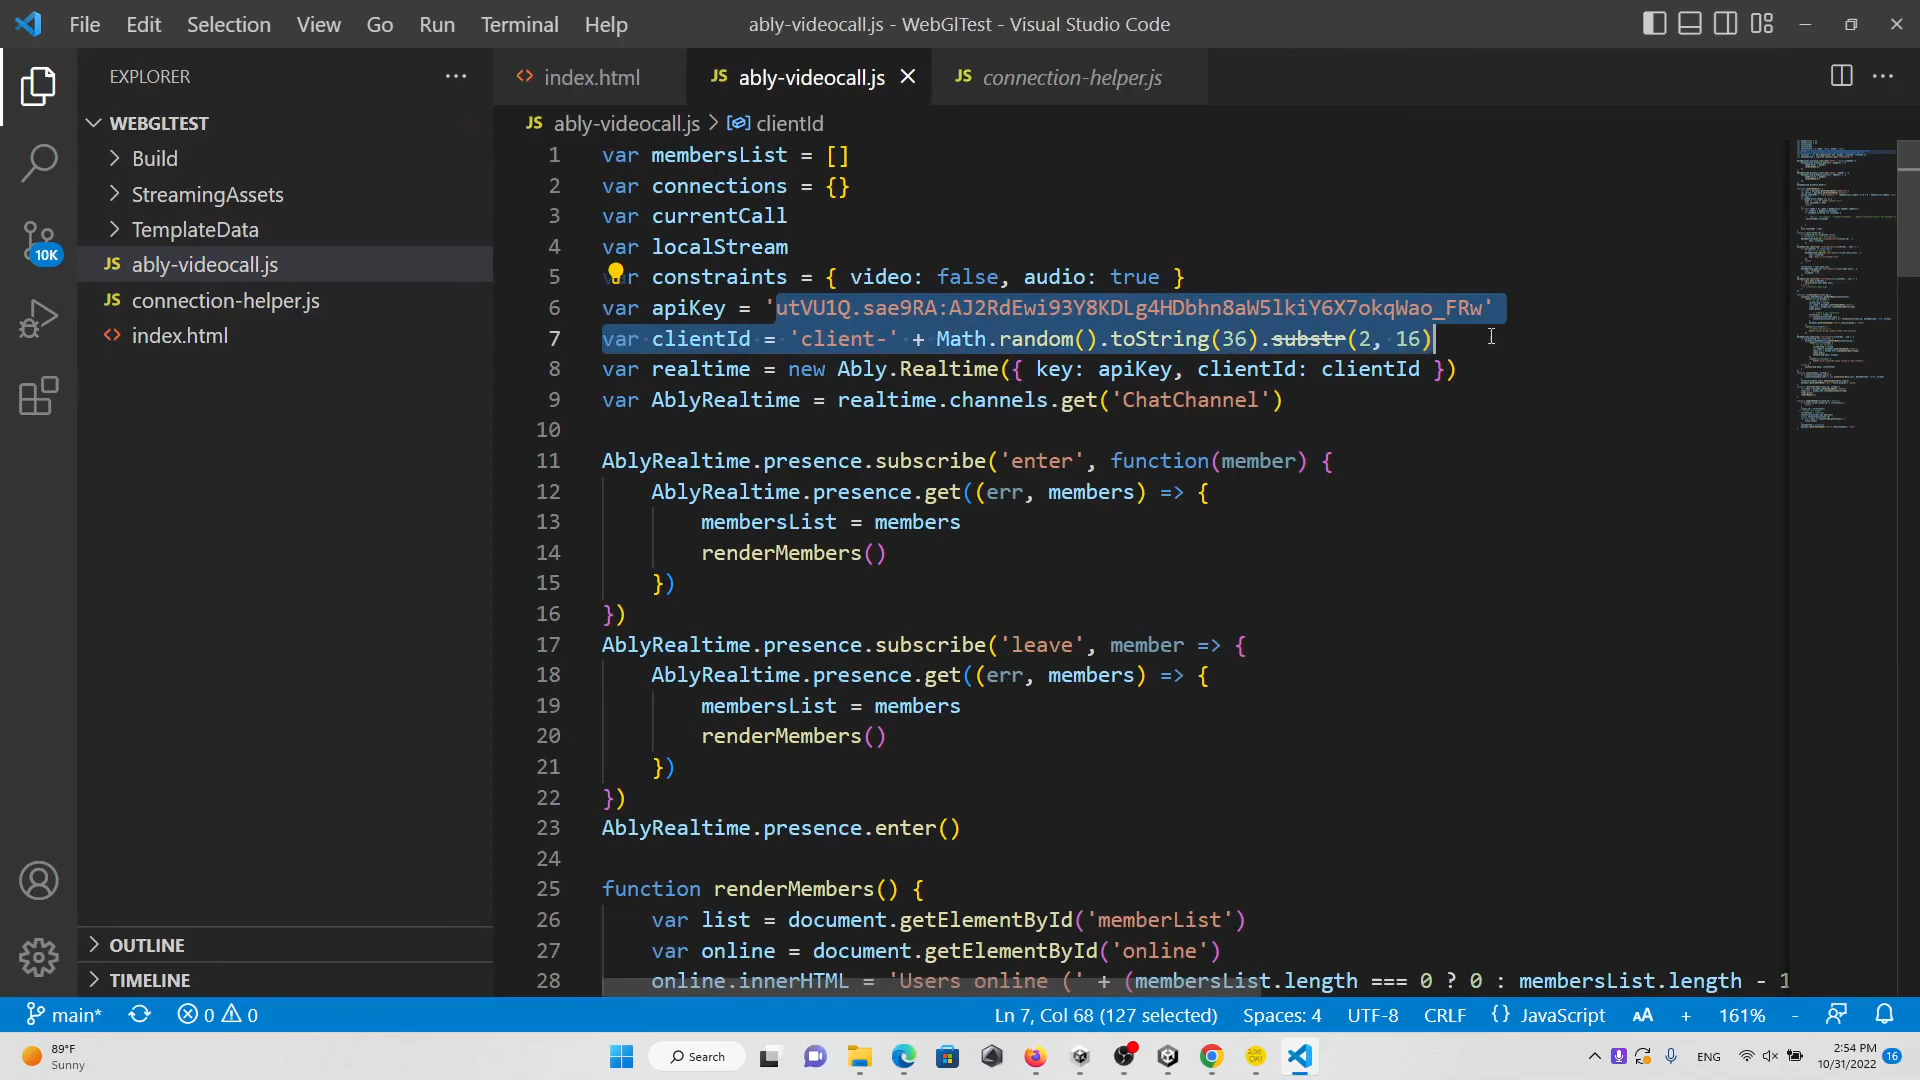 File Edit Selection View Go Run Terminal Help
ably-videocall.js - WebGlTest - Visual Studio Code
EXPLORER
WEBGLTEST
Build
StreamingAssets
TemplateData
JS ably-videocall.js
JS connection-helper.js
<> index.html
10K
OUTLINE
TIMELINE
<> index.html
JS ably-videocall.js
JS connection-helper.js
JS ably-videocall.js > clientId
1 var membersList = []
2 var connections = {}
3 var currentCall
4 var localStream
5 var constraints = { video: false, audio: true }
6 var apiKey = 'utVU1Q.sae9RA:AJ2RdEwi93Y8KDLg4HDbhn8aW5lkiY6X7okqWao_FRw'
7 var clientId = 'client-' + Math.random().toString(36).substr(2, 16)
8 var realtime = new Ably.Realtime({ key: apiKey, clientId: clientId })
9 var AblyRealtime = realtime.channels.get('ChatChannel')
10
11 AblyRealtime.presence.subscribe('enter', function(member) {
12 AblyRealtime.presence.get((err, members) => {
13 membersList = members
14 renderMembers()
15 })
16 })
17 AblyRealtime.presence.subscribe('leave', member => {
18 AblyRealtime.presence.get((err, members) => {
19 membersList = members
20 renderMembers()
21 })
22 })
23 AblyRealtime.presence.enter()
24
25 function renderMembers() {
26 var list = document.getElementById('memberList')
27 var online = document.getElementById('online')
28 online.innerHTML = 'Users online (' + (membersList.length === 0 ? 0 : membersList.length - 1
main* 0 0 Ln 7, Col 68 (127 selected) Spaces: 4 UTF-8 CRLF {} JavaScript AA + 161% -
89°F
Sunny
Search
ENG
2:54 PM
10/31/2022
16